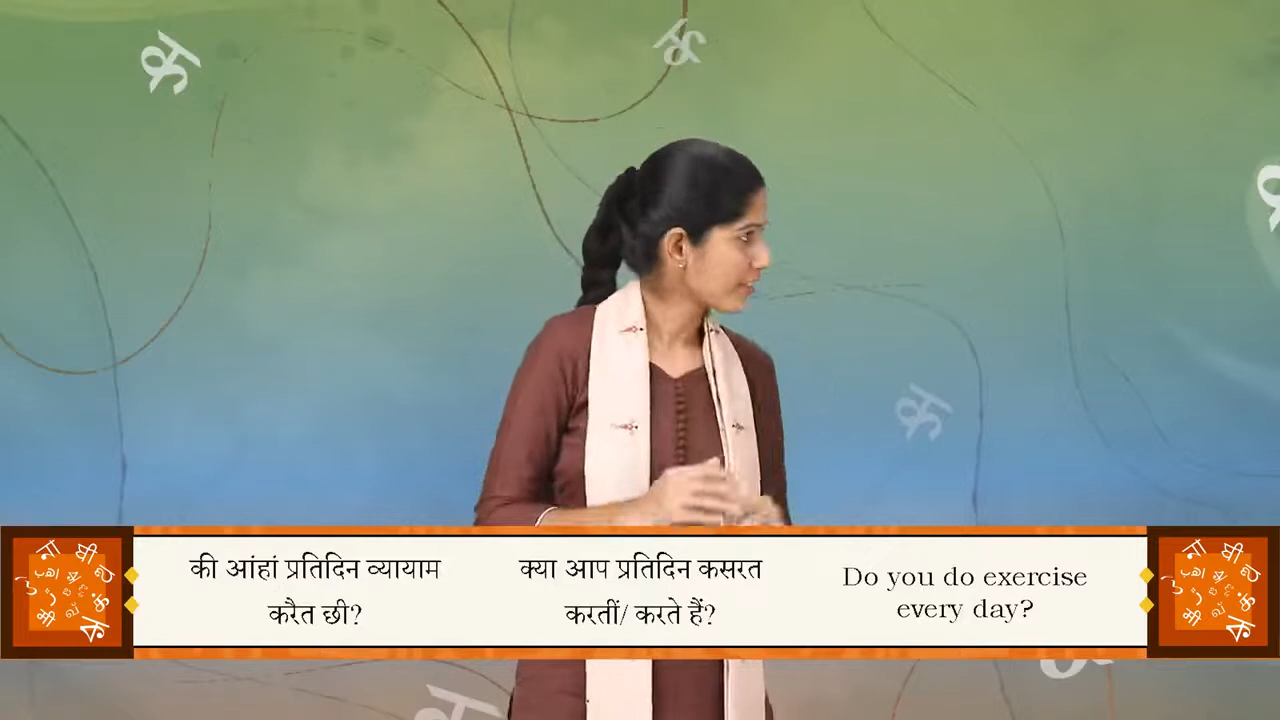 की आंहां प्रतिदिन व्यायाम
करैत छी?
क्या आप प्रतिदिन कसरत
करतीं/ करते हैं?
Do you do exercise
every day?